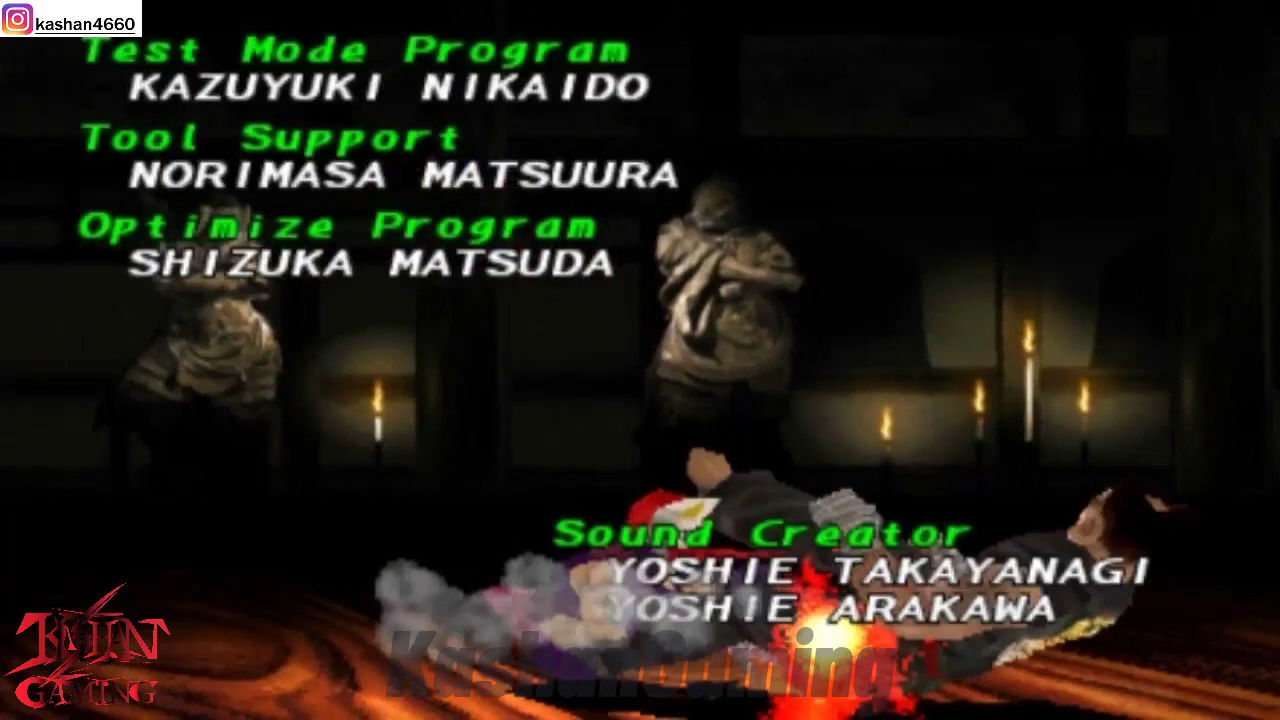 kashan4660
Test Mode Program
KAZUYUKI NIKAIDO
Tool Support
NORIMASA MATSUURA
Optimize Program
SHIZUKA MATSUDA
Sound Creator
YOSHIE TAKAYANAGI
YOSHIE ARAKAWA
KashanGaming
GAMING